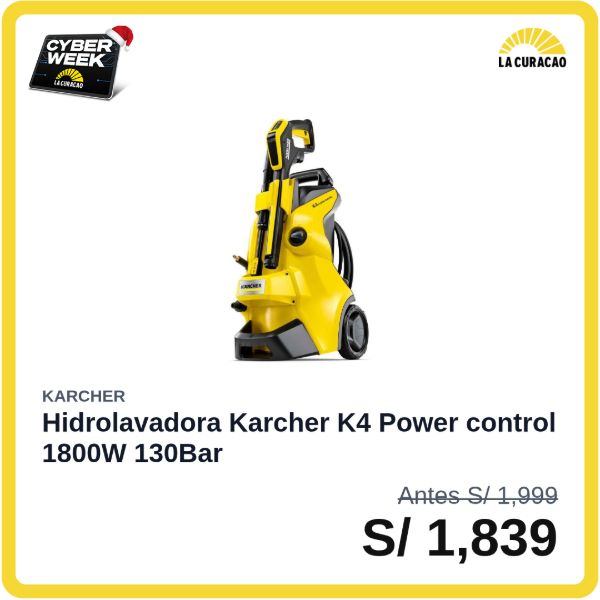 CYBER
WEEK
LA CURACAO
LA CURACAO
KARCHER
KARCHER
Hidrolavadora Karcher K4 Power control
1800W 130Bar
Antes S/ 1,999
S/ 1,839